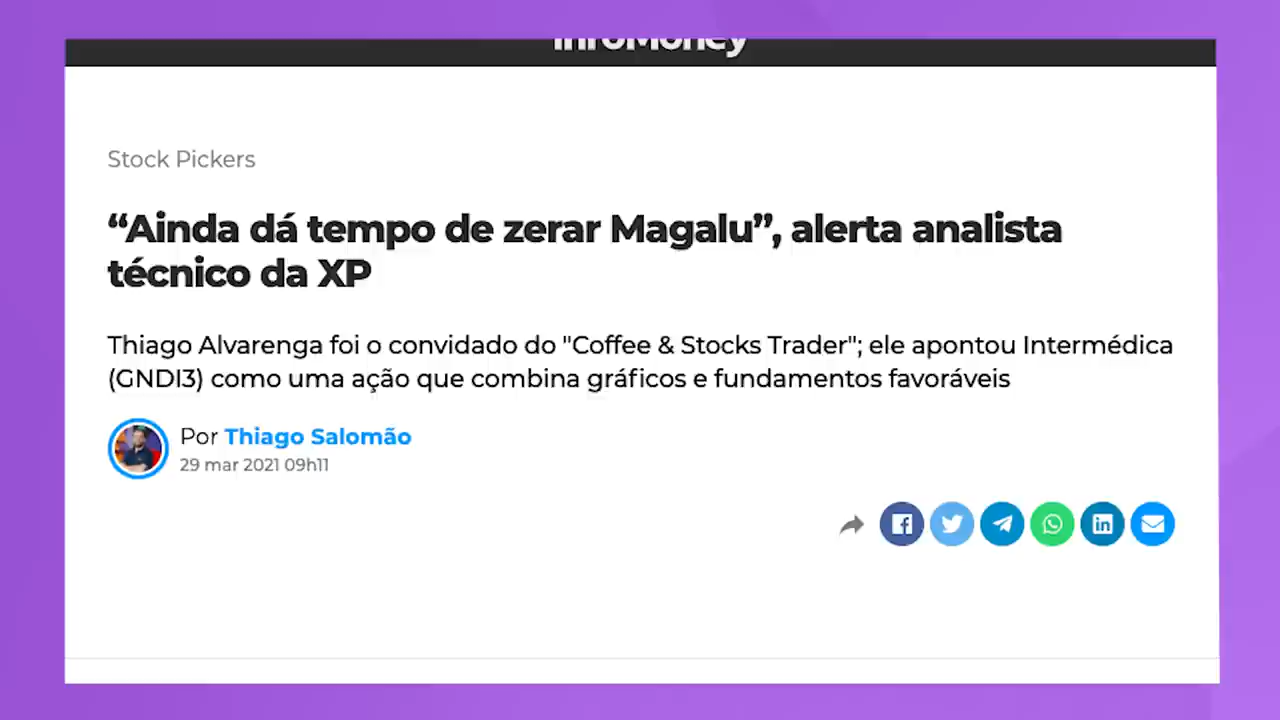 InfoMoney
Stock Pickers
“Ainda dá tempo de zerar Magalu”, alerta analista
técnico da XP
Thiago Alvarenga foi o convidado do "Coffee & Stocks Trader"; ele apontou Intermédica
(GNDI3) como uma ação que combina gráficos e fundamentos favoráveis
Por Thiago Salomão
29 mar 2021 09h11